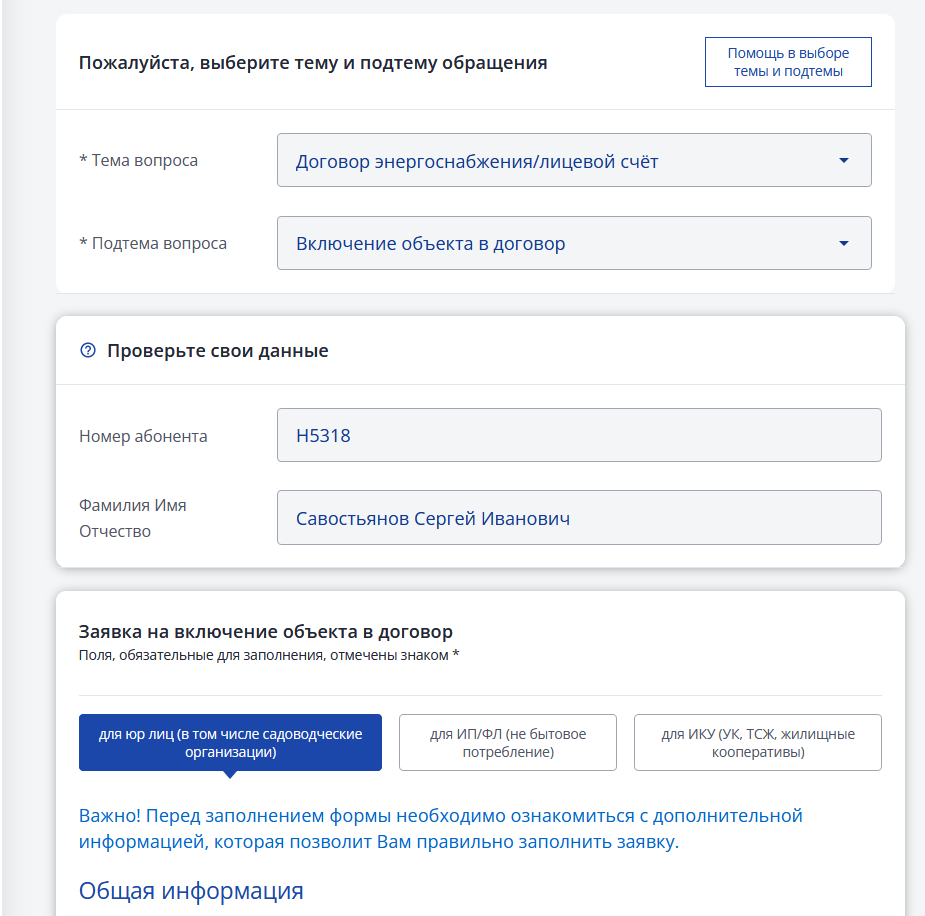 Пожалуйста, выберите тему и подтему обращения
Помощь в выборе
темы и подтемы
* Тема вопроса
Договор энергоснабжения/лицевой счёт
* Подтема вопроса
Включение объекта в договор
Проверьте свои данные
Номер абонента
Н5318
Фамилия Имя
Отчество
Савостьянов Сергей Иванович
Заявка на включение объекта в договор
Поля, обязательные для заполнения, отмечены знаком *
для юр лиц (в том числе садоводческие
организации)
для ИП/ФЛ (не бытовое
потребление)
для ИКУ (УК, ТСЖ, жилищные
кооперативы)
Важно! Перед заполнением формы необходимо ознакомиться с дополнительной
информацией, которая позволит Вам правильно заполнить заявку.
Общая информация